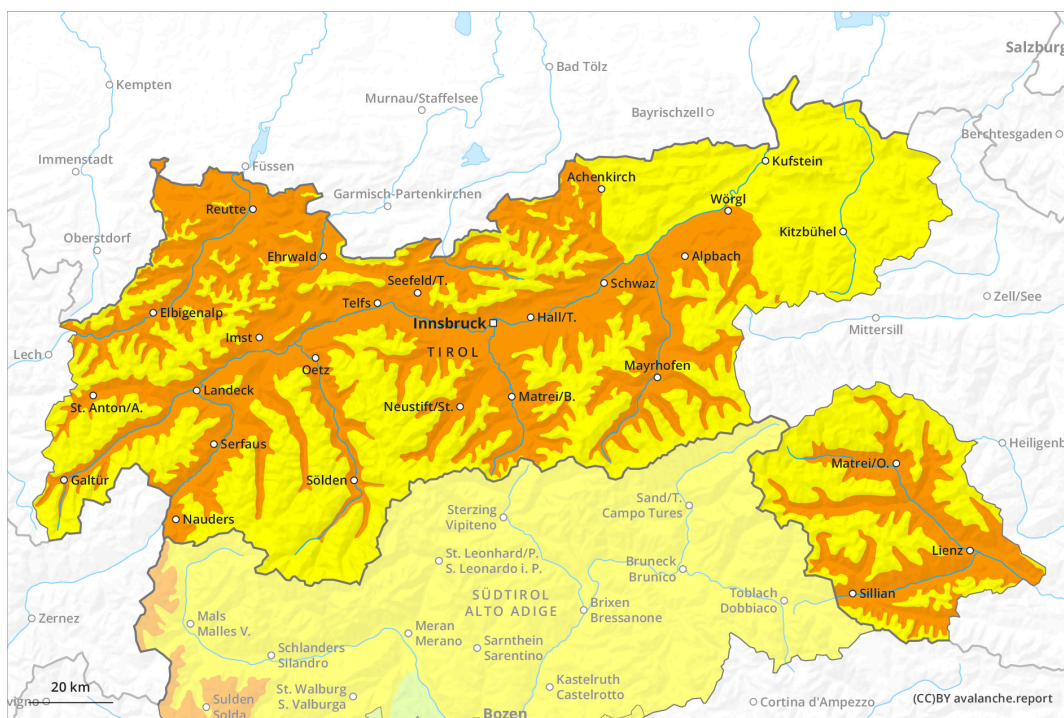 Salzburg
Bad Tölz
Kempten
Murnau/Staffelsee
Bayrischzell
Berchtesgaden
Immenstadt
Füssen
Kufstein
Achenkirch
Garmisch-Partenkirchen
Reutte
Wörgl
Oberstdorf
Kitzbühel
Ehrwald
Alpbach
Seefeld/T.
Schwaz
Zell/See
Telfs
Elbigenalp
Innsbruck
Hall/T.
Mittersill
Imst
Lech
TIROL
Oetz
Mayrhofen
Landeck
Matrei/B.
St. Anton/A.
Neustift/St.
Serfaus
Heiligenb
Matrei/O.
Galtür
Sölden
Sand/T.
Campo Tures
Sterzing
Vipiteno
Nauders
Lienz
St. Leonhard/P.
S. Leonardo i. P.
Bruneck
Brunico
Sillian
SÜDTIROL
ALTO ADIGE
Toblach
Dobbiaco
Brixen
Bressanone
Zernez
Mals
Malles V.
Meran
Merano
Schlanders
Silandro
Sarnthein
Sarentino
20 km
St. Walburg
S. Valburga
Kastelruth
Castelrotto
vigno
Sulden
Solda
Cortina d'Ampezzo
(CC)BY avalanche.report
Bozen